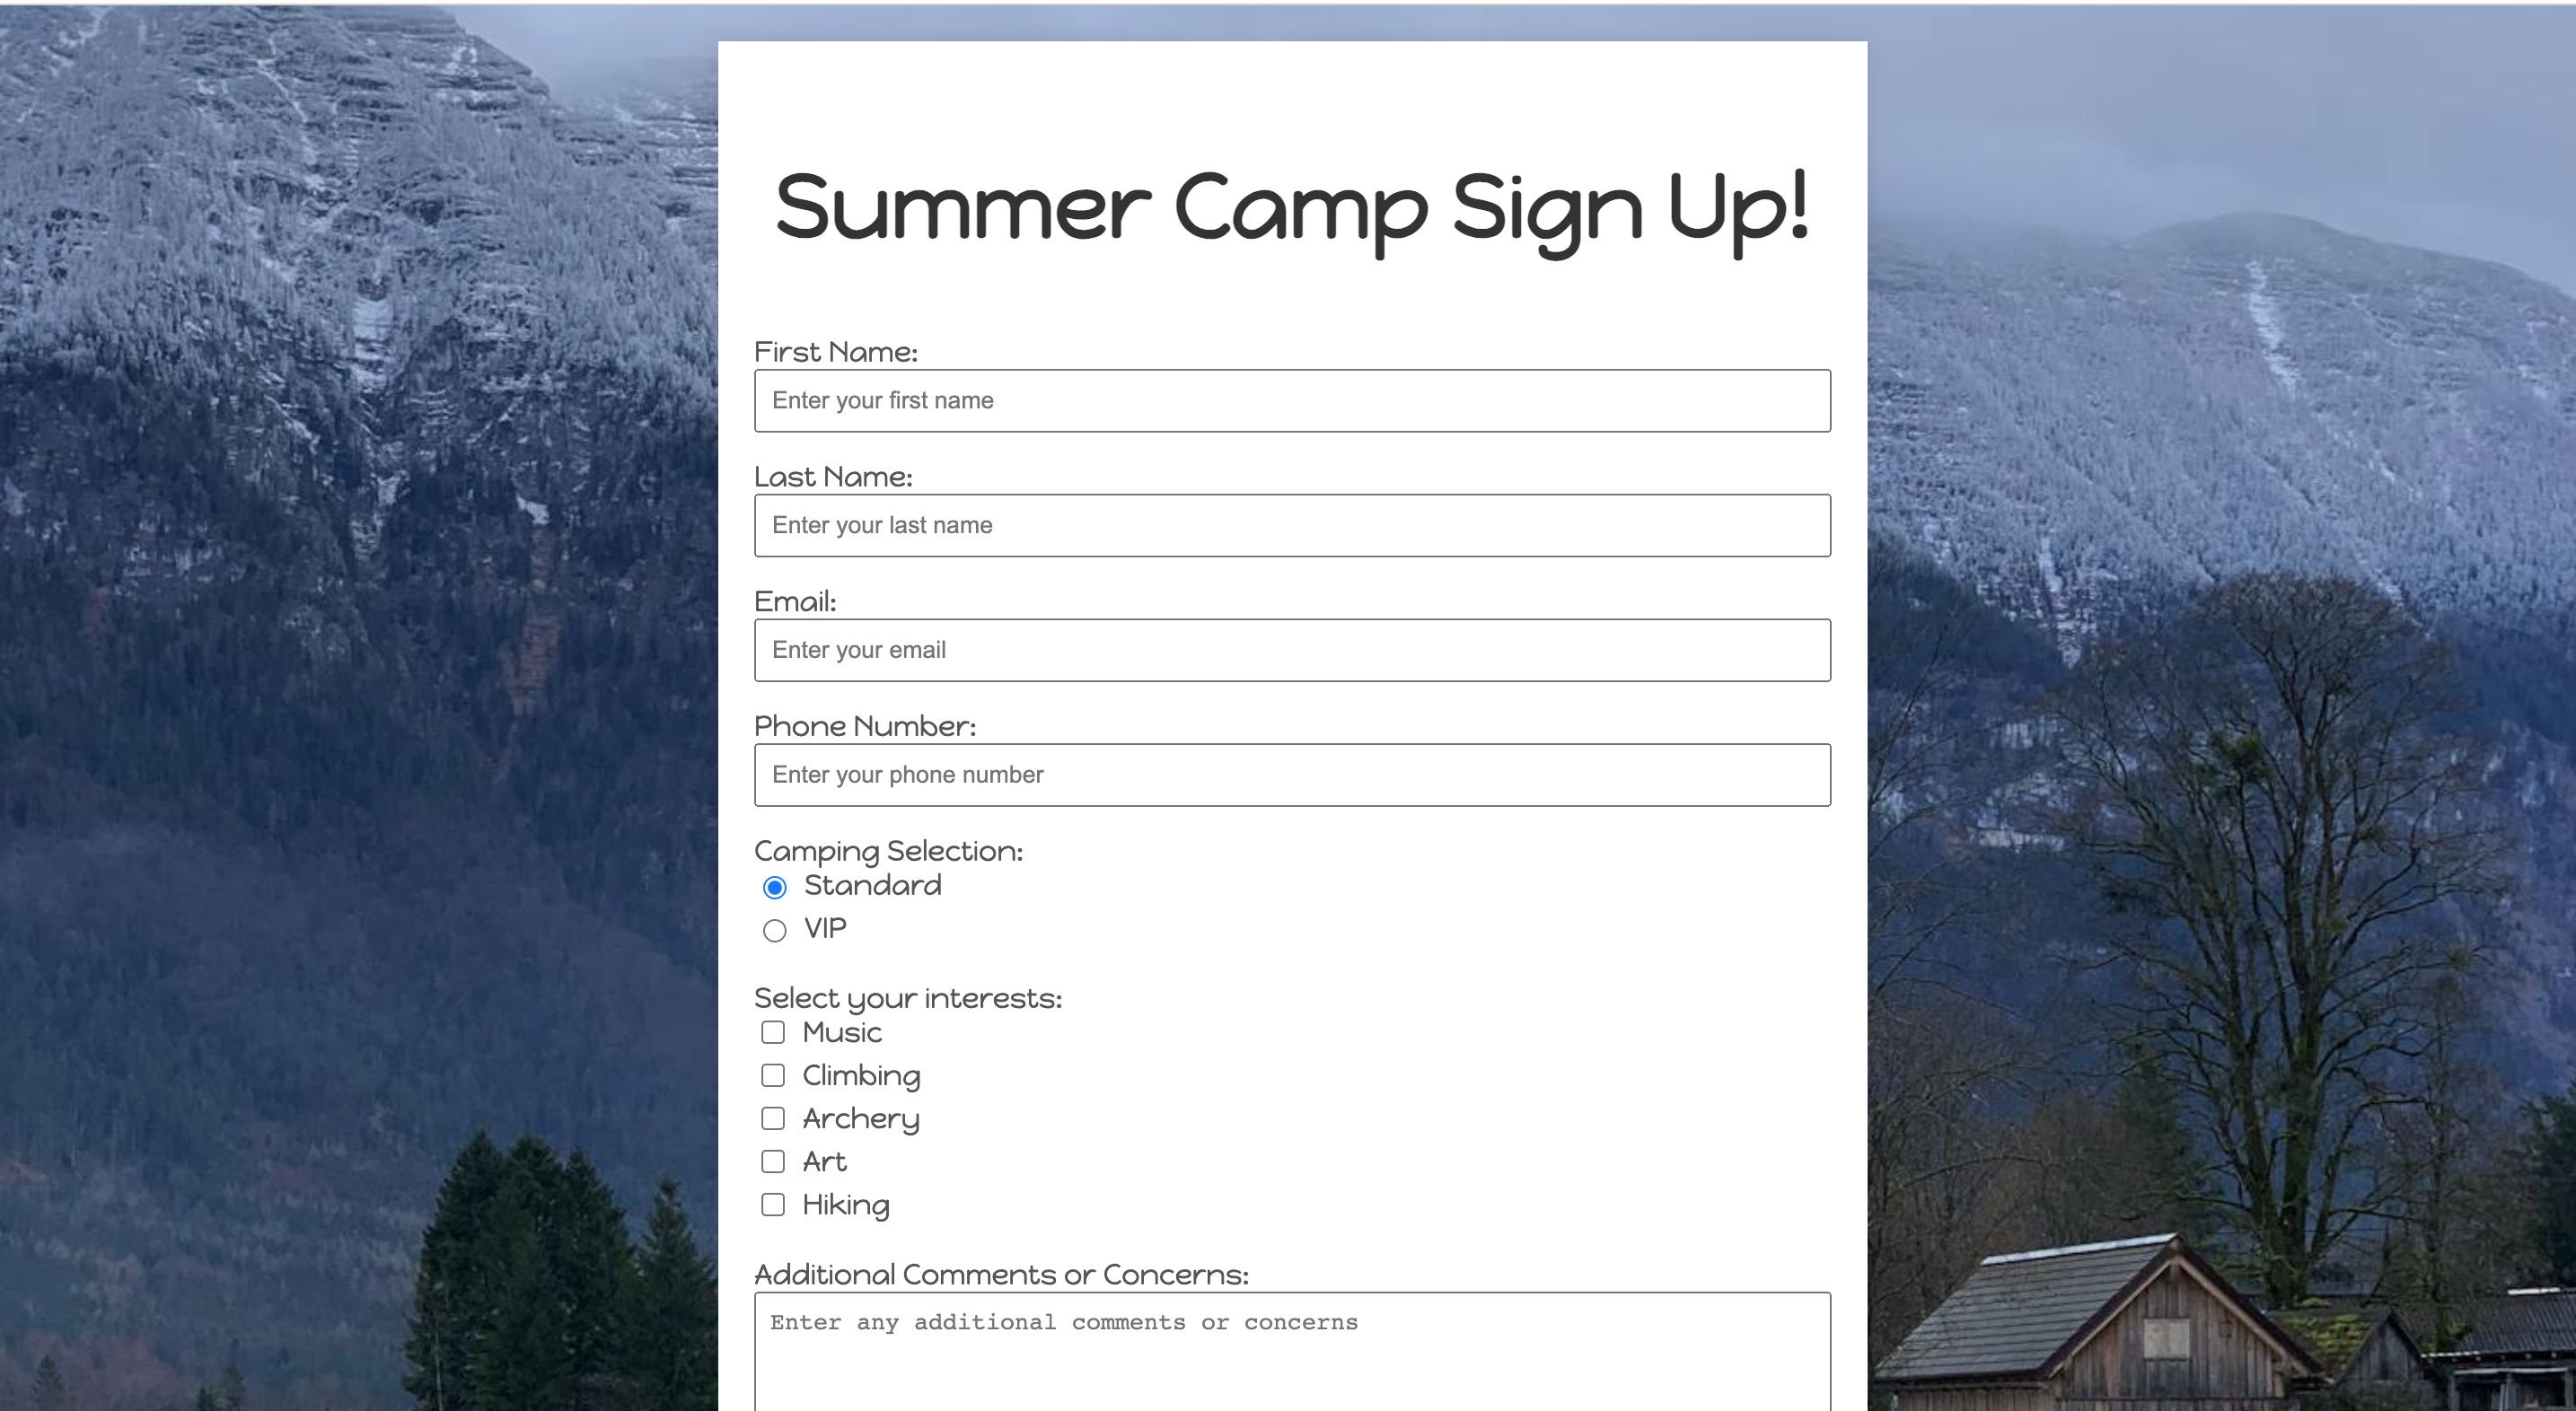 Summer Camp Sign Up!
First Name:
Enter your first name
Last Name:
Enter your last name
Email:
Enter your email
Phone Number:
Enter your phone number
Camping Selection:
Standard
VIP
Select your interests:
Music
Climbing
Archery
Art
Hiking
Additional Comments or Concerns:
Enter any additional comments or concerns